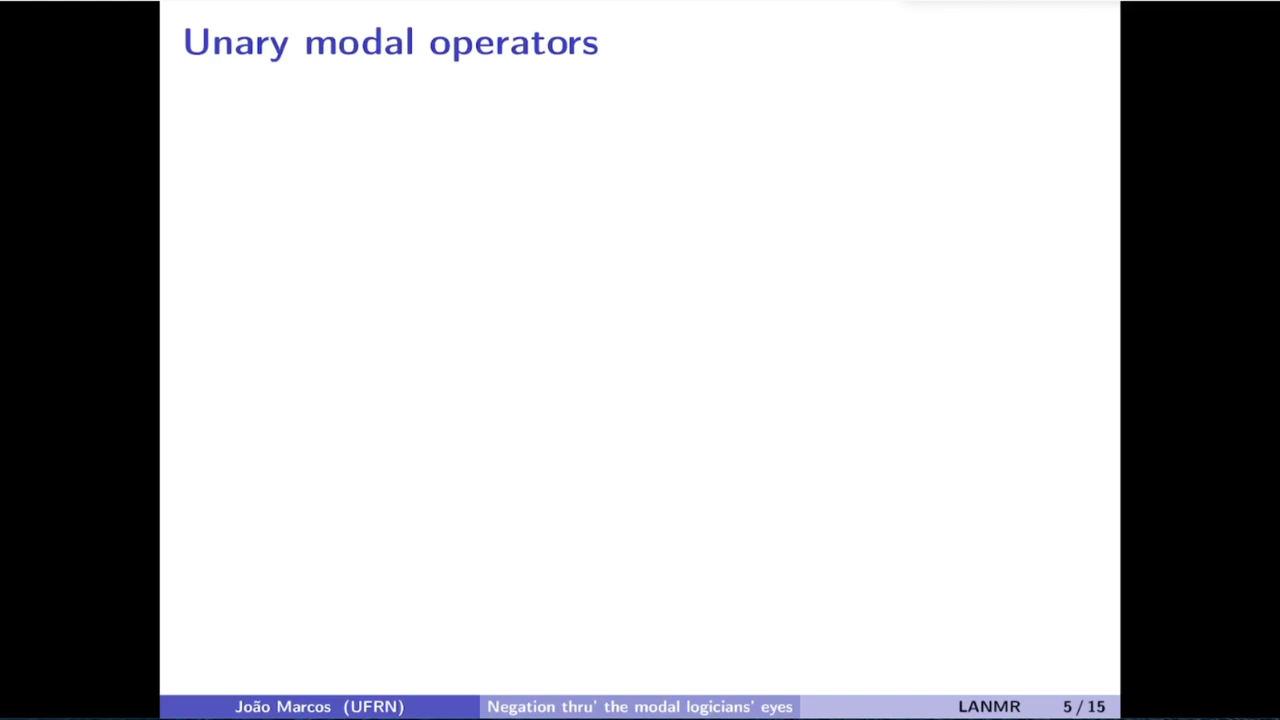 Unary modal operators
João Marcos (UFRN) Negation thru' the modal logicians' eyes LANMR 5 / 15